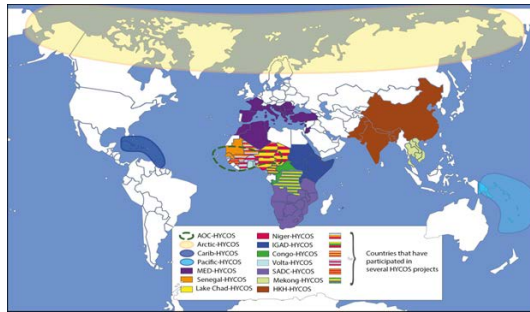 AOC-HYCOS
Arctic-HYCOS
Carib-HYCOS
Pacific-HYCOS
MED-HYCOS
Senegal-HYCOS
Lake Chad-HYCOS
Niger-HYCOS
IGAD-HYCOS
Congo-HYCOS
Volta-HYCOS
SADC-HYCOS
Mekong-HYCOS
HKH-HYCOS
Countries that have
participated in
several HYCOS projects